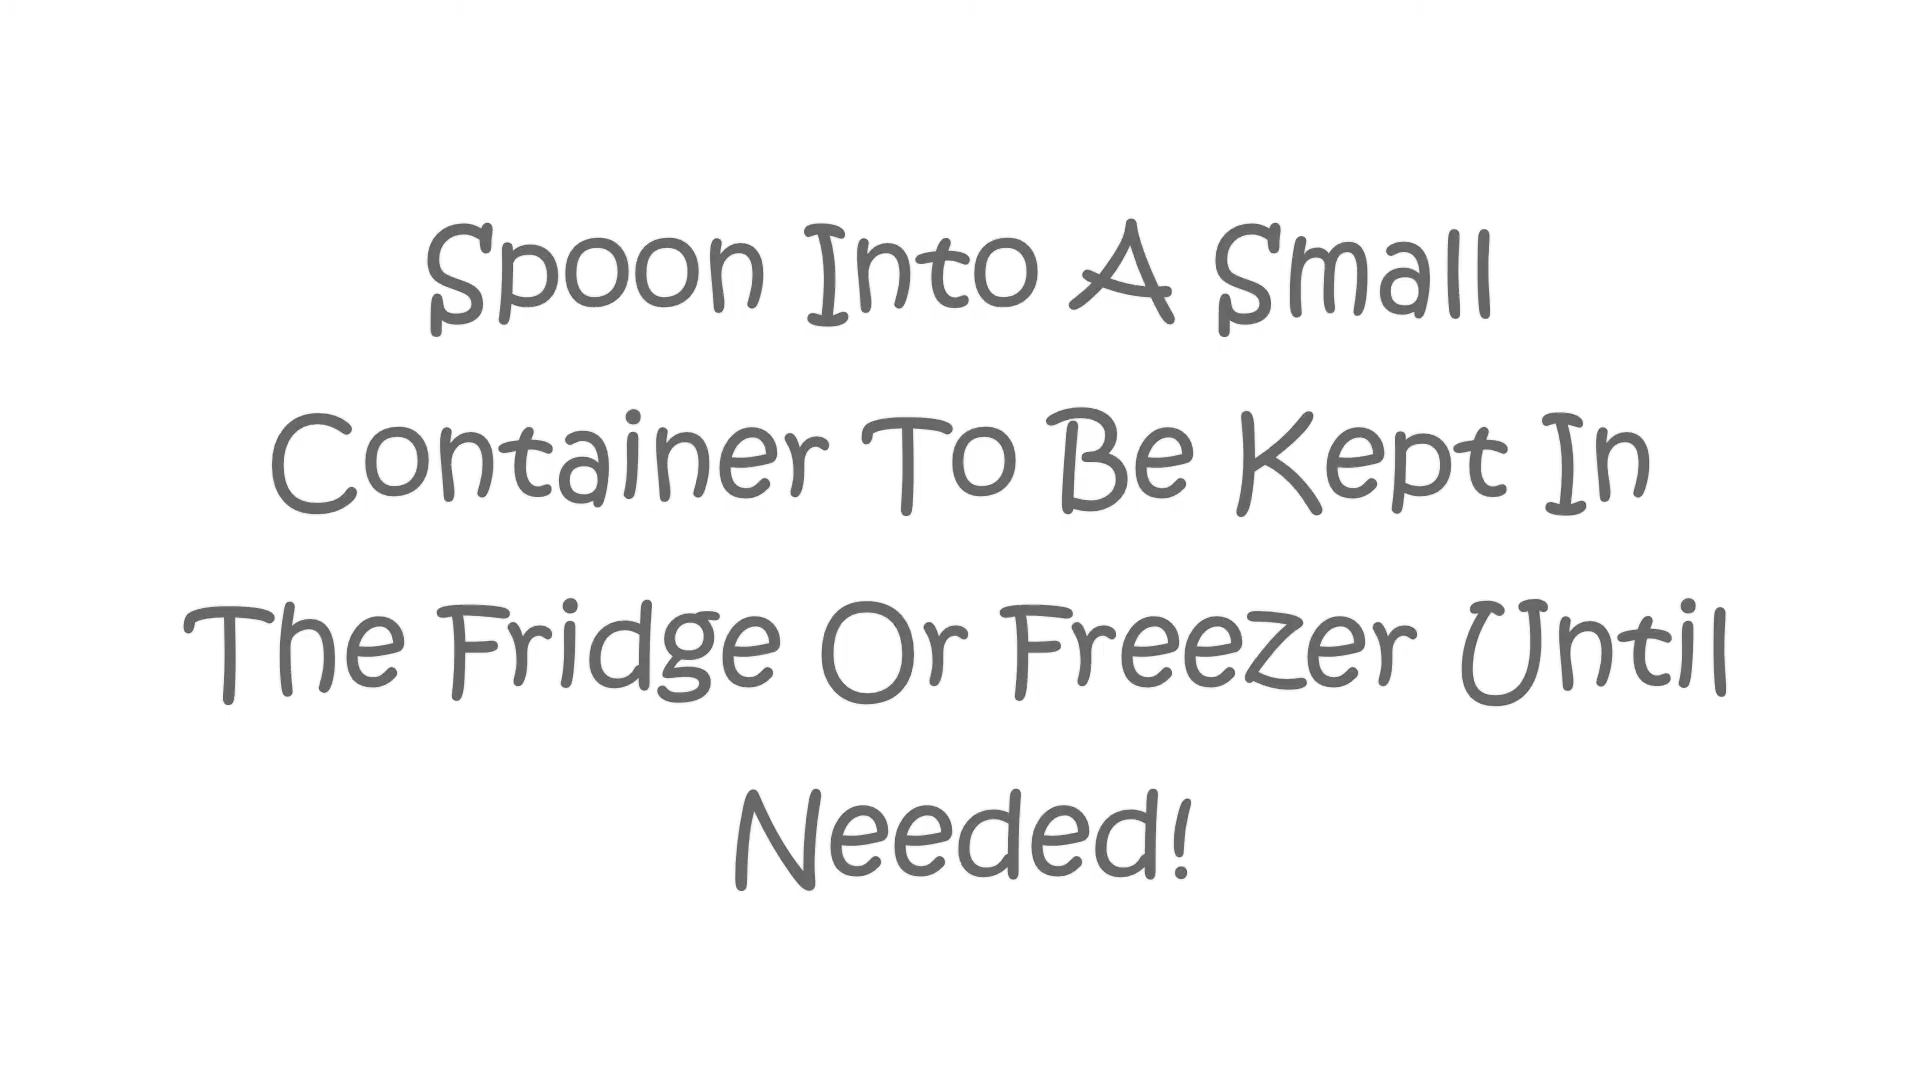 Spoon Into A Small
Container To Be Kept In
The Fridge Or Freezer Until
Needed!